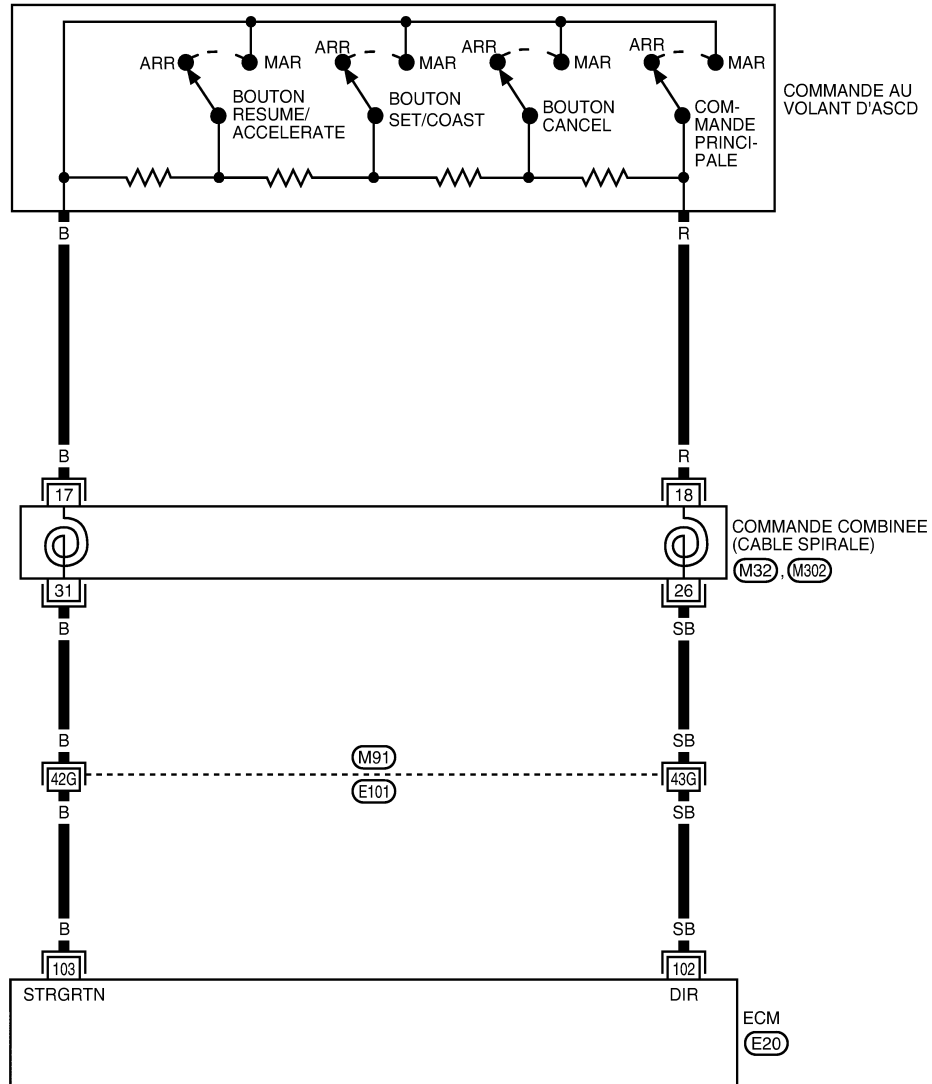 ARR MAR ARR MAR ARR MAR ARR MAR
BOUTON
RESUME/
ACCELERATE
BOUTON
SET/COAST
BOUTON
CANCEL
COM-
MANDE
PRINCI-
PALE
COMMANDE AU
VOLANT D'ASCD
B R
B R
17 18
COMMANDE COMBINEE
(CABLE SPIRALE)
M32 , M302
31 26
B SB
B SB
M91
42G 43G
E101
B SB
B SB
103 102
STRGRTN DIR
ECM
E20